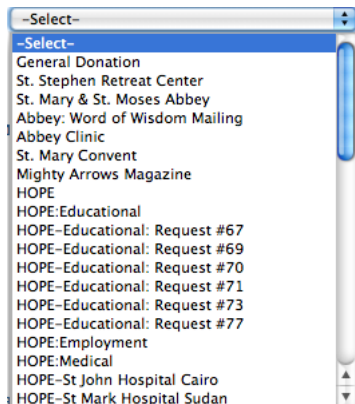 -Select-
-Select-
General Donation
St. Stephen Retreat Center
St. Mary & St. Moses Abbey
Abbey: Word of Wisdom Mailing
Abbey Clinic
St. Mary Convent
Mighty Arrows Magazine
HOPE
HOPE:Educational
HOPE-Educational: Request #67
HOPE-Educational: Request #69
HOPE-Educational: Request #70
HOPE-Educational: Request #71
HOPE-Educational: Request #73
HOPE-Educational: Request #77
HOPE:Employment
HOPE:Medical
HOPE-St John Hospital Cairo
HOPE-St Mark Hospital Sudan